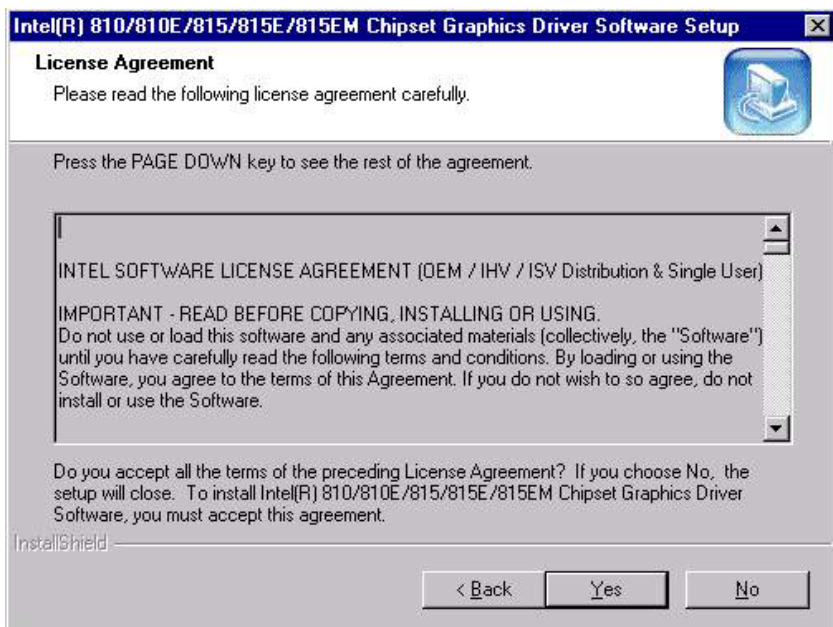 Intel(R) 810/810E/815/815E/815EM Chipset Graphics Driver Software Setup
License Agreement
Please read the following license agreement carefully.
Press the PAGE DOWN key to see the rest of the agreement.
INTEL SOFTWARE LICENSE AGREEMENT (OEM / IHV / ISV Distribution & Single User)
IMPORTANT - READ BEFORE COPYING, INSTALLING OR USING.
Do not use or load this software and any associated materials (collectively, the "Software")
until you have carefully read the following terms and conditions. By loading or using the
Software, you agree to the terms of this Agreement. If you do not wish to so agree, do not
install or use the Software.
Do you accept all the terms of the preceding License Agreement? If you choose No, the
setup will close. To install Intel(R) 810/810E/815/815E/815EM Chipset Graphics Driver
Software, you must accept this agreement.
InstallShield
< Back
Yes
No